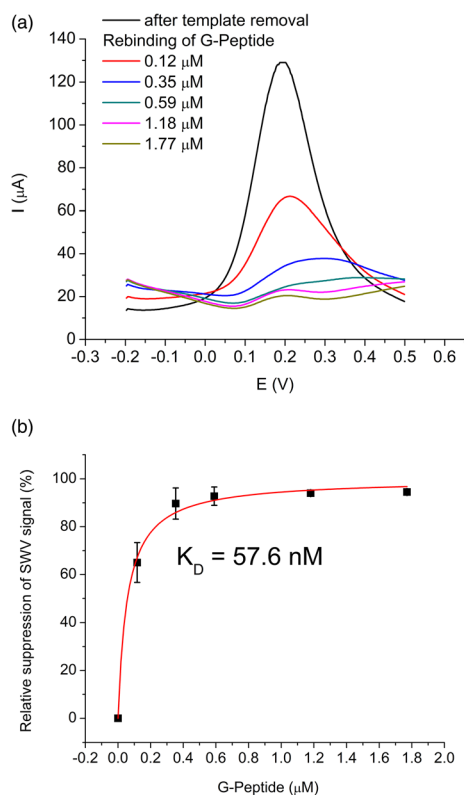 (a)
after template removal
Rebinding of G-Peptide
0.12 μM
0.35 μM
0.59 μM
1.18 μM
1.77 μM
140
120
100
80
60
40
20
0
I (μA)
-0.3 -0.2 -0.1 0.0 0.1 0.2 0.3 0.4 0.5 0.6
E (V)
(b)
100
80
60
40
20
0
Relative suppression of SWV signal (%)
K_D = 57.6 nM
-0.2 0.0 0.2 0.4 0.6 0.8 1.0 1.2 1.4 1.6 1.8 2.0
G-Peptide (μM)